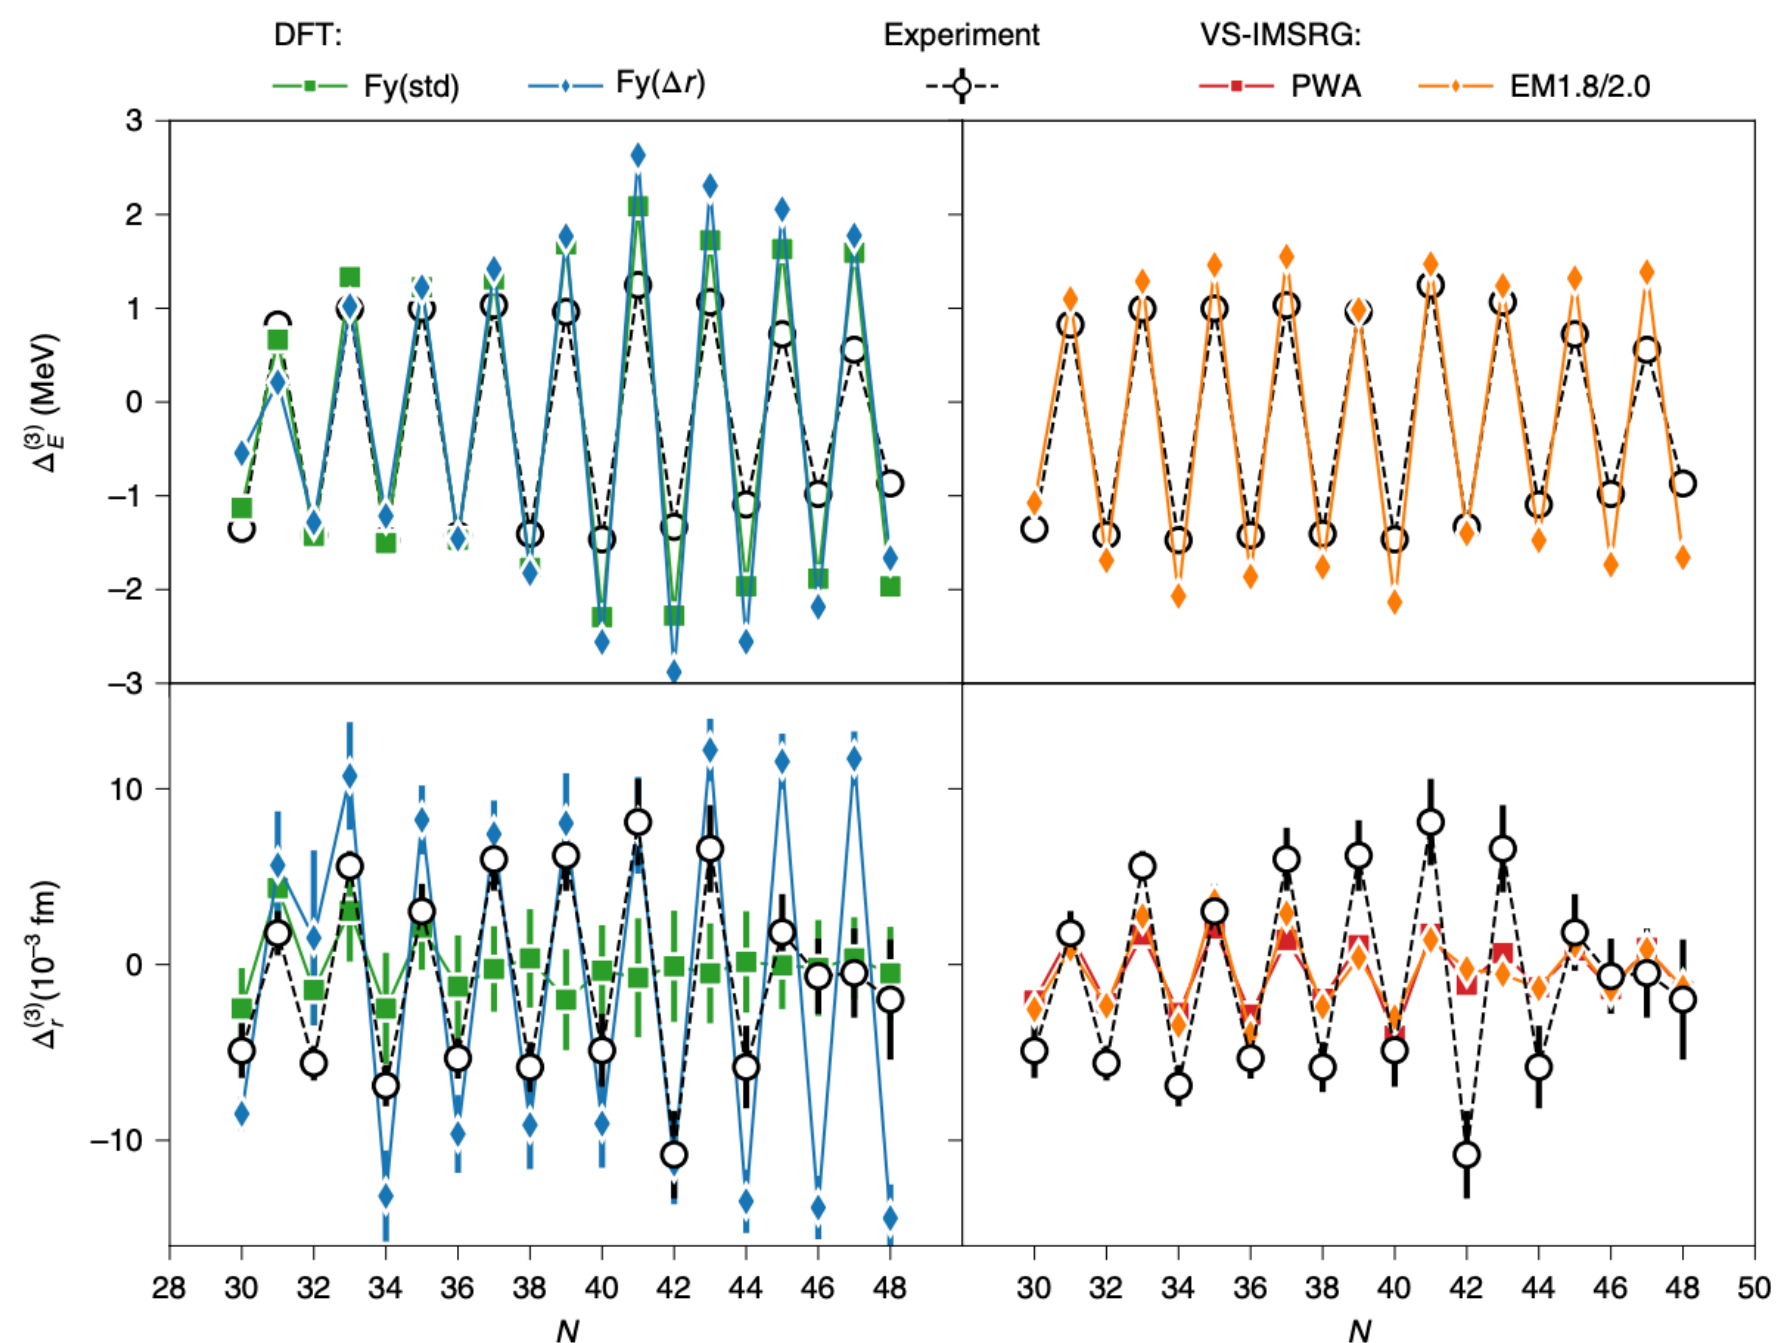 DFT: Experiment VS-IMSRG:
Fy(std) Fy(Δr) PWA EM1.8/2.0
3
2
1
0
−1
−2
−3
Δ_E^(3) (MeV)
10
0
−10
Δ_r^(3) (10^−3 fm)
28 30 32 34 36 38 40 42 44 46 48 30 32 34 36 38 40 42 44 46 48 50
N N